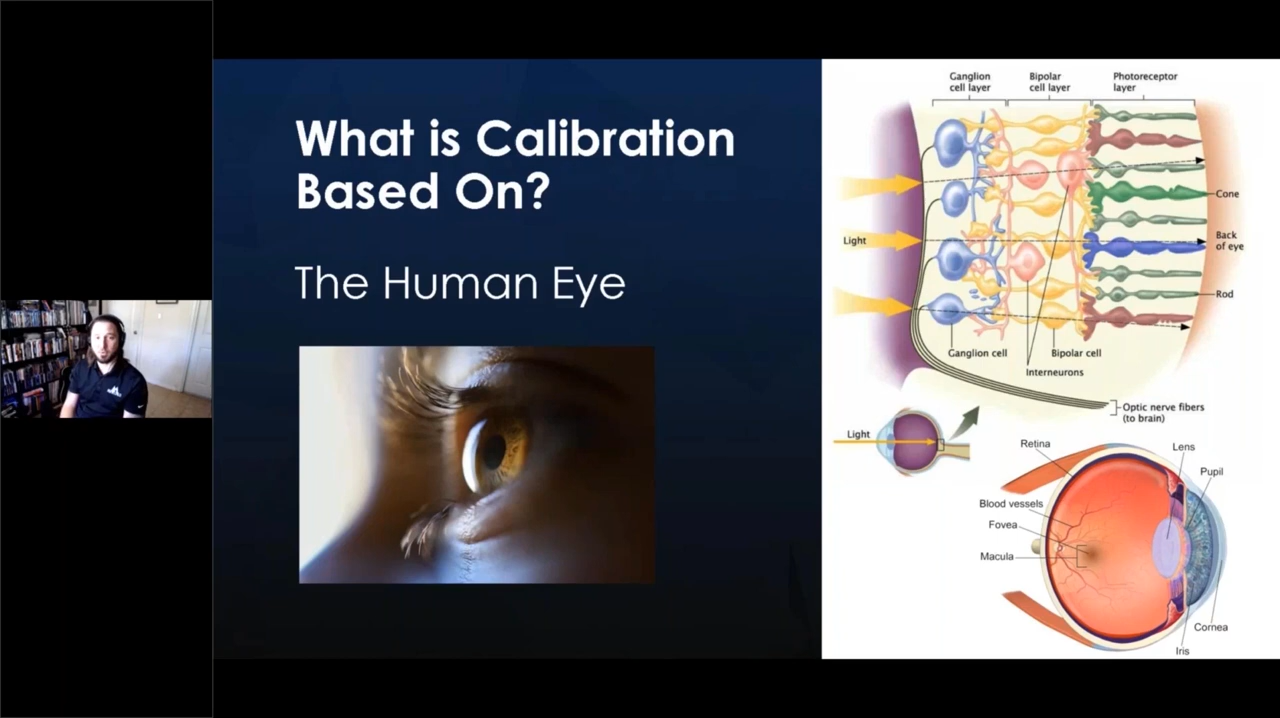 What is Calibration
Based On?
The Human Eye
Ganglion
cell layer
Bipolar
cell layer
Photoreceptor
layer
Cone
Light
Back
of eye
Rod
Ganglion cell
Bipolar cell
Interneurons
Optic nerve fibers
(to brain)
Light
Retina
Lens
Pupil
Blood vessels
Fovea
Macula
Cornea
Iris